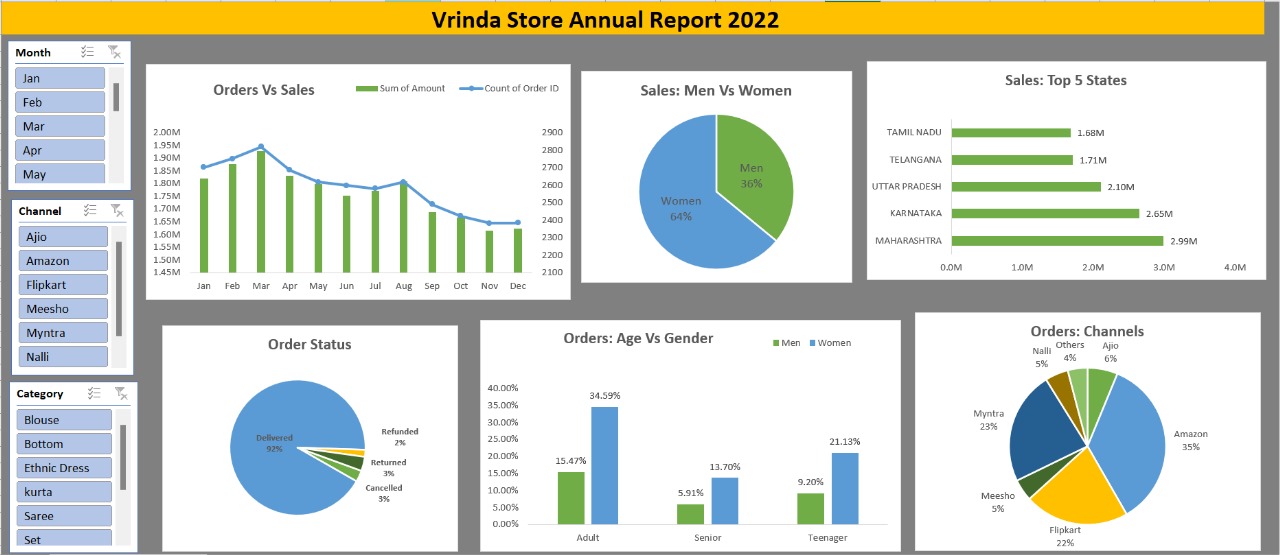 Vrinda Store Annual Report 2022
Month
Jan
Feb
Mar
Apr
May
Channel
Ajio
Amazon
Flipkart
Meesho
Myntra
Nalli
Category
Blouse
Bottom
Ethnic Dress
kurta
Saree
Set
Orders Vs Sales
Sum of Amount
Count of Order ID
2.00M
1.95M
1.90M
1.85M
1.80M
1.75M
1.70M
1.65M
1.60M
1.55M
1.50M
1.45M
2900
2800
2700
2600
2500
2400
2300
2200
2100
Jan Feb Mar Apr May Jun Jul Aug Sep Oct Nov Dec
Sales: Men Vs Women
Men
36%
Women
64%
Sales: Top 5 States
TAMIL NADU 1.68M
TELANGANA 1.71M
UTTAR PRADESH 2.10M
KARNATAKA 2.65M
MAHARASHTRA 2.99M
0.0M 1.0M 2.0M 3.0M 4.0M
Order Status
Delivered
92%
Refunded
2%
Returned
3%
Cancelled
3%
Orders: Age Vs Gender
Men
Women
40.00%
35.00%
30.00%
25.00%
20.00%
15.00%
10.00%
5.00%
0.00%
15.47%
34.59%
5.91%
13.70%
9.20%
21.13%
Adult Senior Teenager
Orders: Channels
Nalli
5%
Others
4%
Ajio
6%
Myntra
23%
Amazon
35%
Meesho
5%
Flipkart
22%